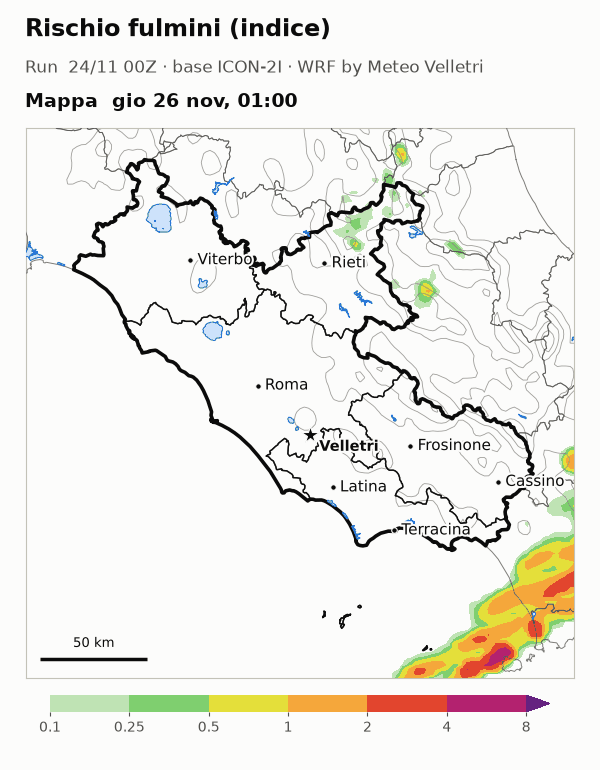 Rischio fulmini (indice)
Run  24/11 00Z · base ICON-2I · WRF by Meteo Velletri
Mappa  gio 26 nov, 01:00
Viterbo
Rieti
Roma
Velletri
Frosinone
Cassino
Latina
Terracina
50 km
0.1 0.25 0.5 1 2 4 8